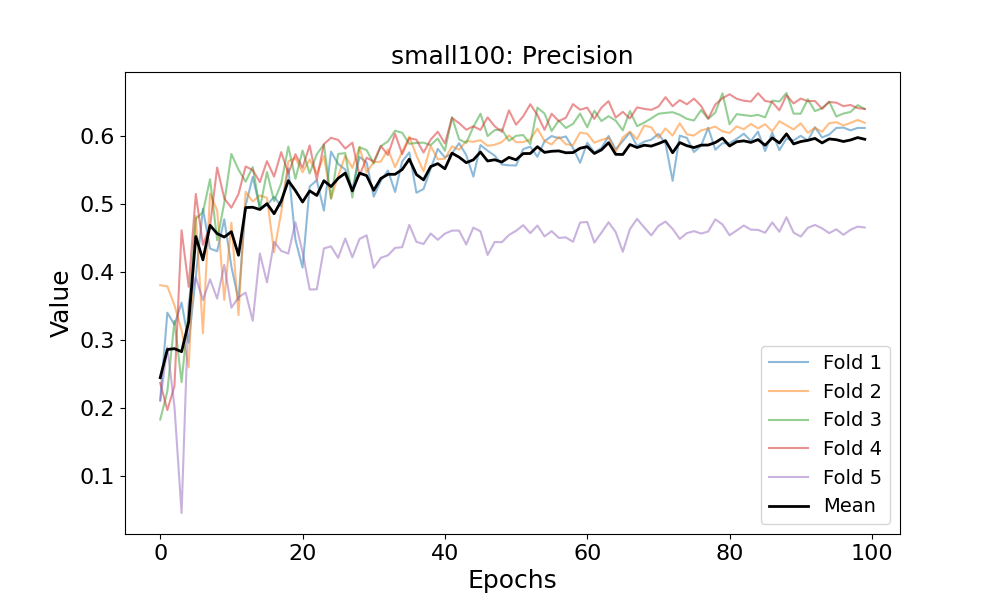 small100: Precision
Value
0.6
0.5
0.4
0.3
0.2
0.1
0 20 40 60 80 100
Epochs
Fold 1
Fold 2
Fold 3
Fold 4
Fold 5
Mean